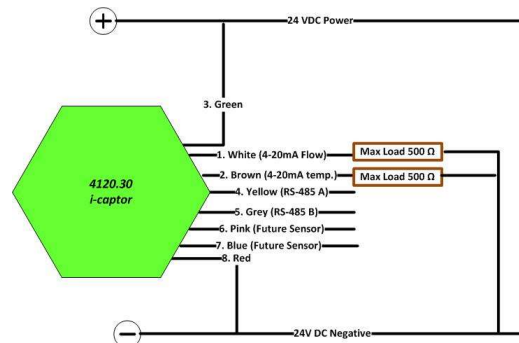 24 VDC Power
3. Green
1. White (4-20mA Flow)
Max Load 500 Ω
2. Brown (4-20mA temp.)
Max Load 500 Ω
4120.30
i-captor
4. Yellow (RS-485 A)
5. Grey (RS-485 B)
6. Pink (Future Sensor)
7. Blue (Future Sensor)
8. Red
24V DC Negative